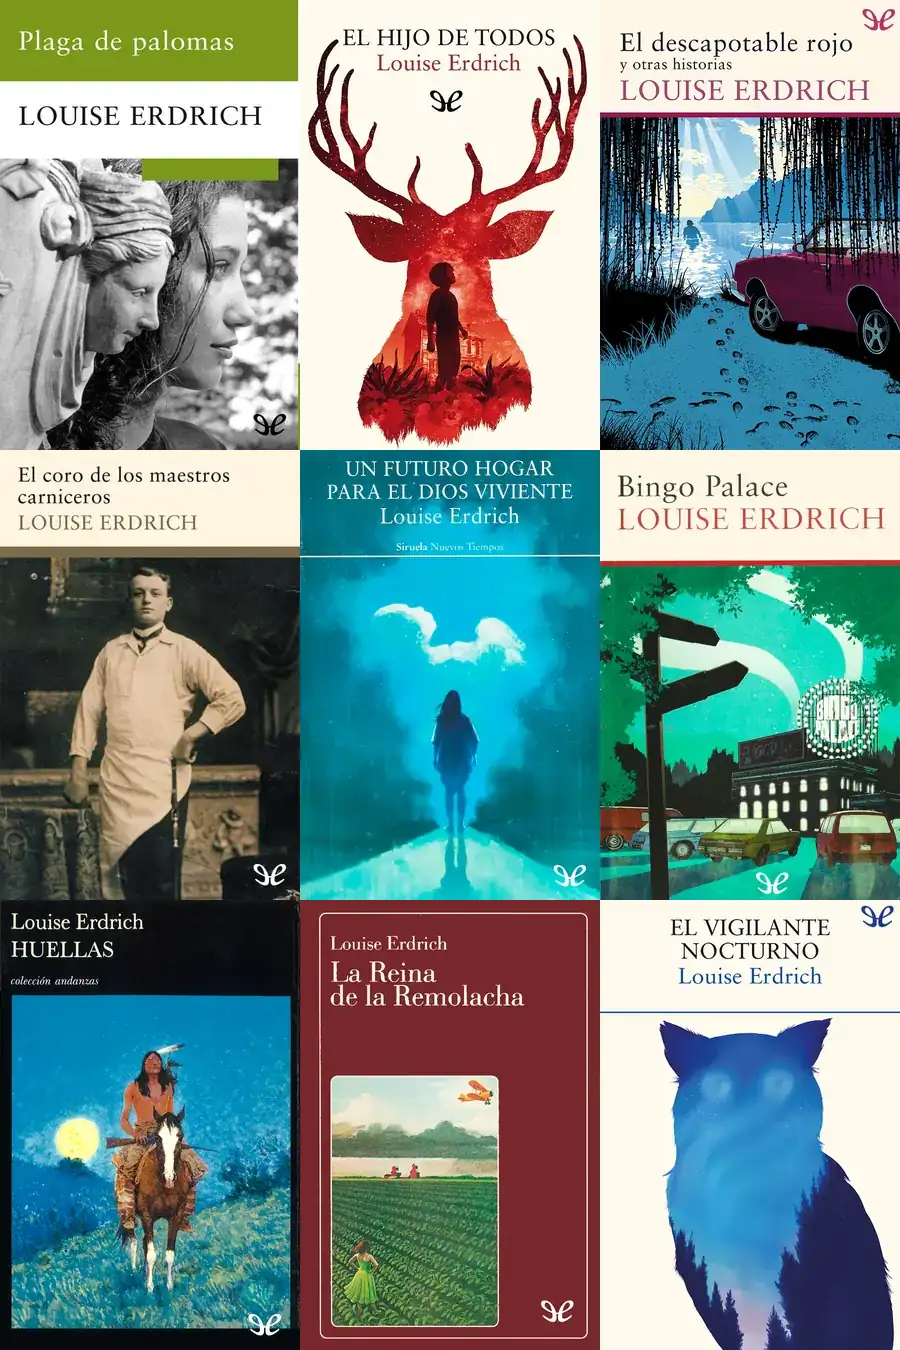 Plaga de palomas
LOUISE ERDRICH
EL HIJO DE TODOS
Louise Erdrich
El descapotable rojo
y otras historias
LOUISE ERDRICH
El coro de los maestros
carniceros
LOUISE ERDRICH
UN FUTURO HOGAR
PARA EL DIOS VIVIENTE
Louise Erdrich
Siruela Nuevos Tiempos
Bingo Palace
LOUISE ERDRICH
BINGO
PALACE
Louise Erdrich
HUELLAS
colección andanzas
Louise Erdrich
La Reina
de la Remolacha
EL VIGILANTE
NOCTURNO
Louise Erdrich